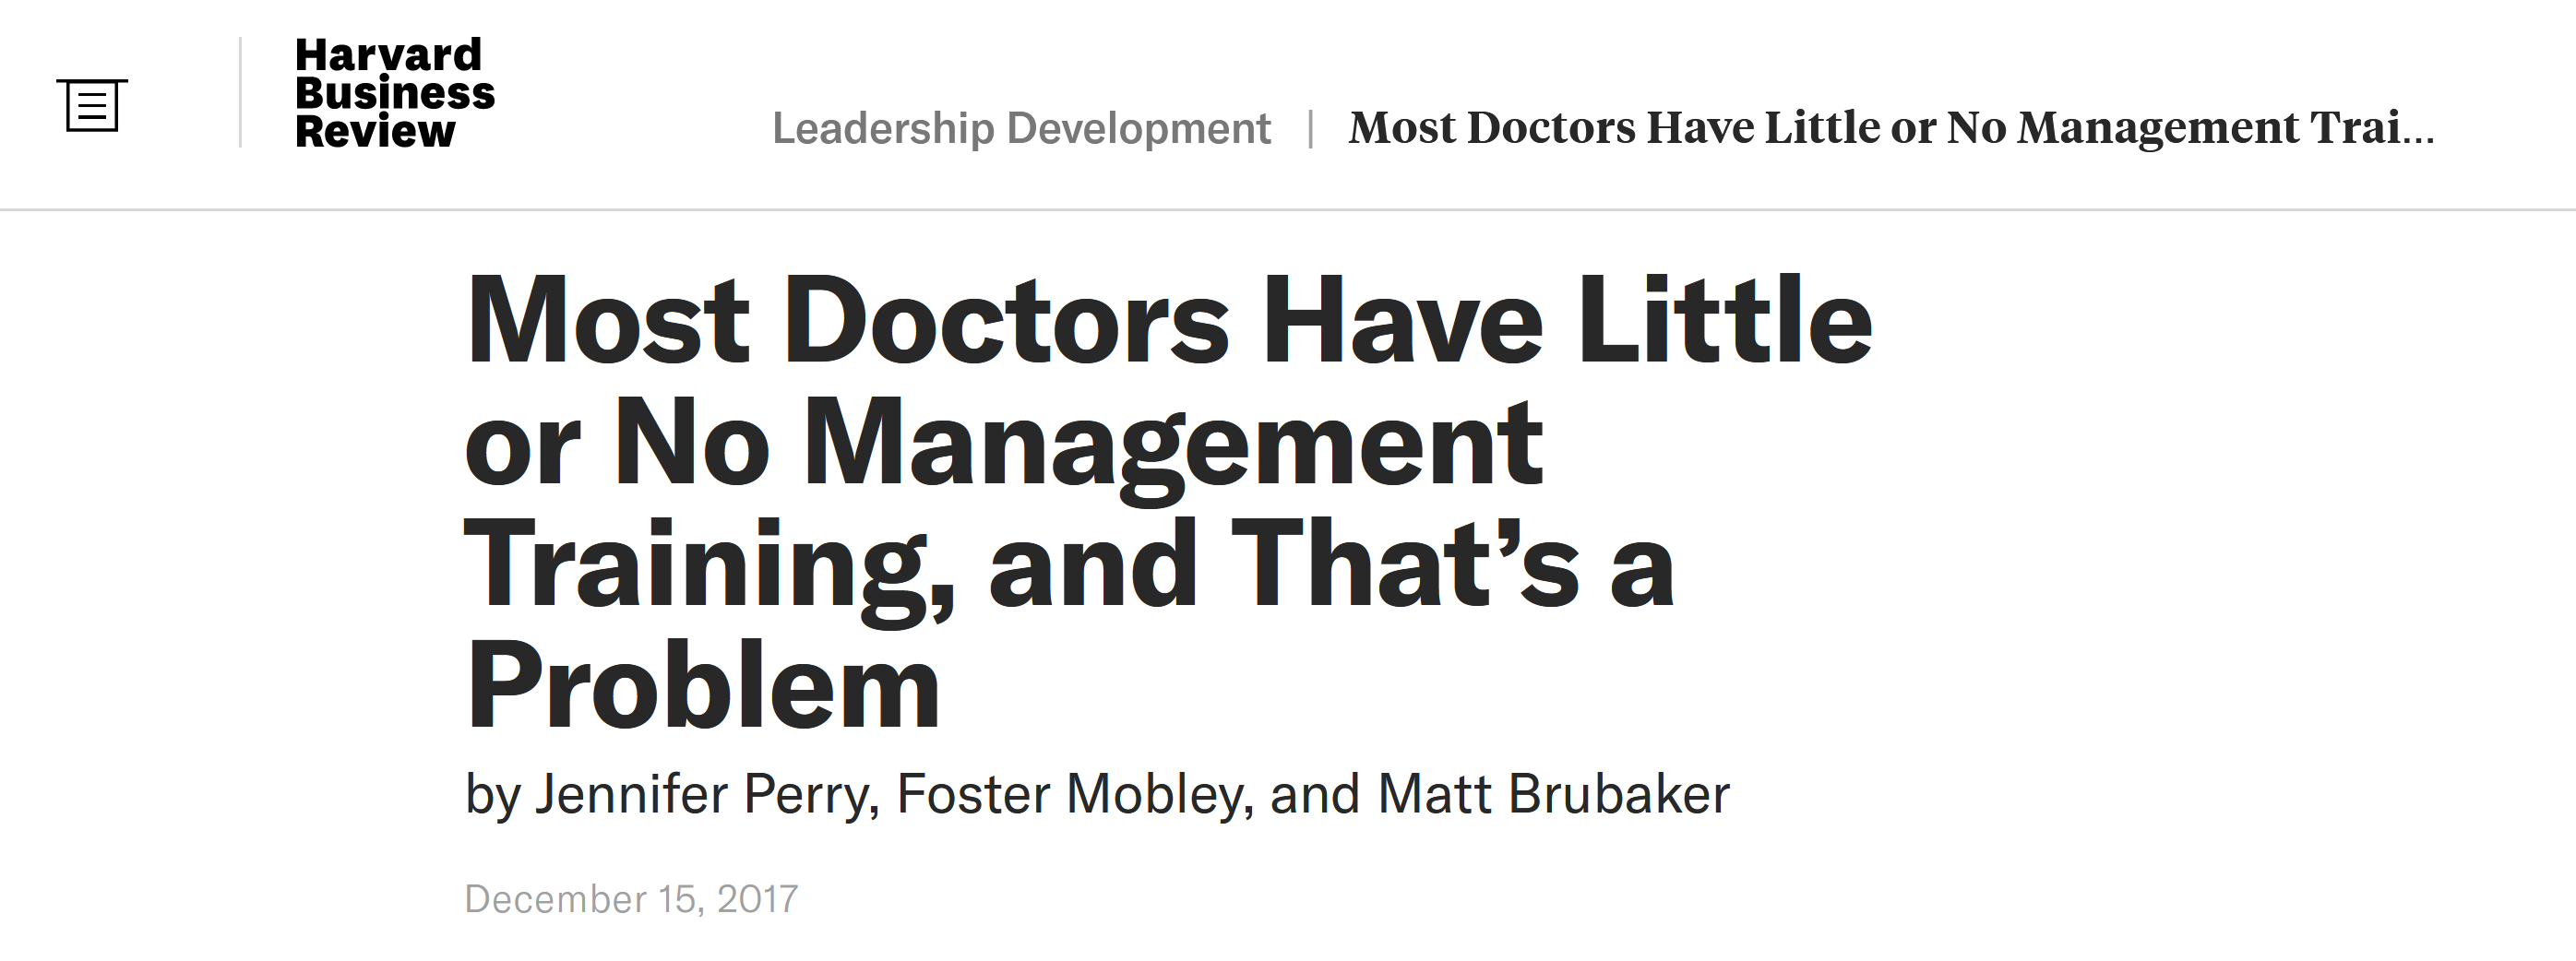 Harvard
Business
Review
Leadership Development | Most Doctors Have Little or No Management Trai...
Most Doctors Have Little
or No Management
Training, and That’s a
Problem
by Jennifer Perry, Foster Mobley, and Matt Brubaker
December 15, 2017